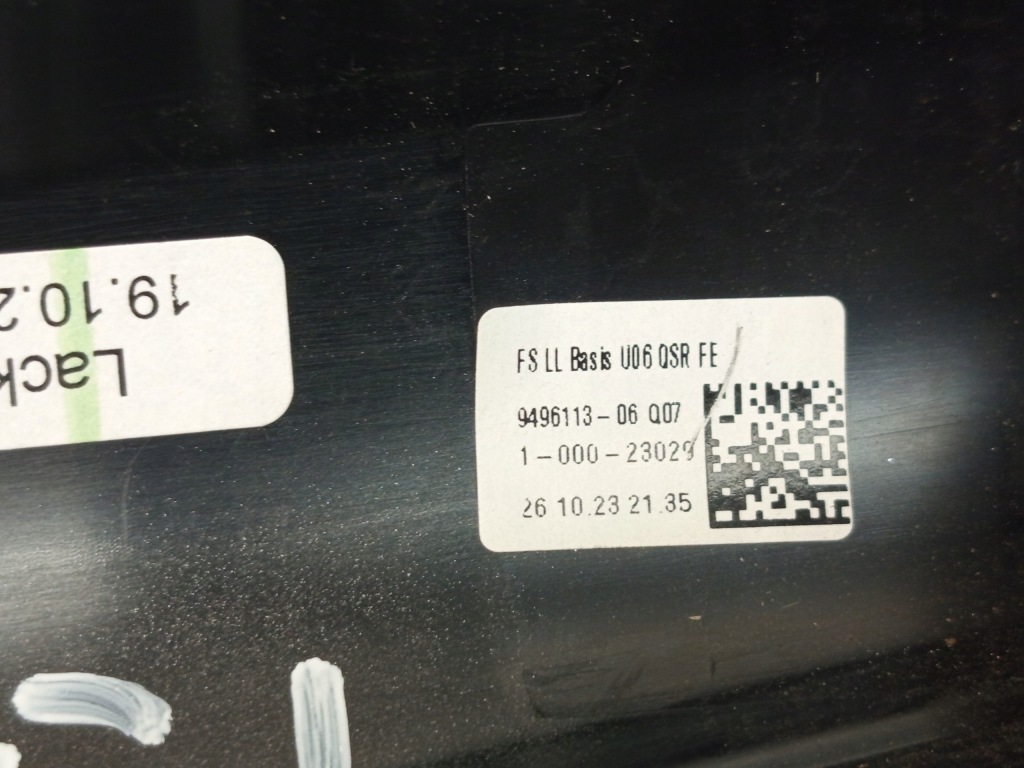 19.10.2
Lack
FS LL Basis U06 QSR FE
9496113-06 Q07
1-000-23029
26 10.23 21.35